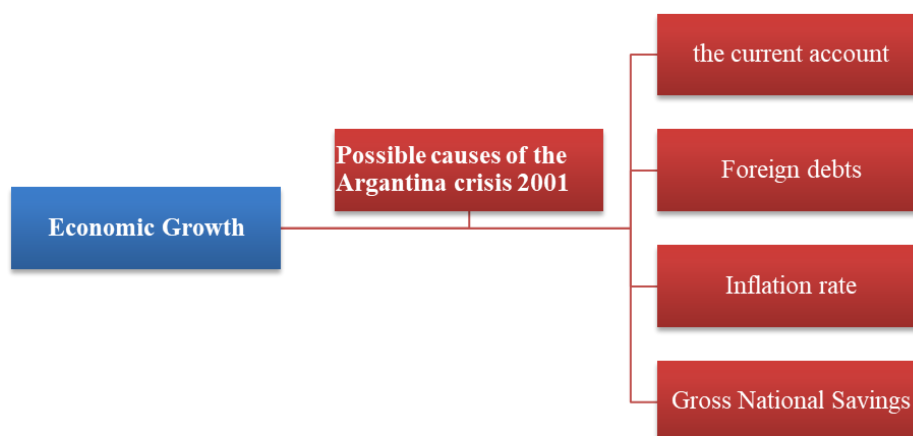 the current account
Possible causes of the
Argantina crisis 2001
Foreign debts
Economic Growth
Inflation rate
Gross National Savings